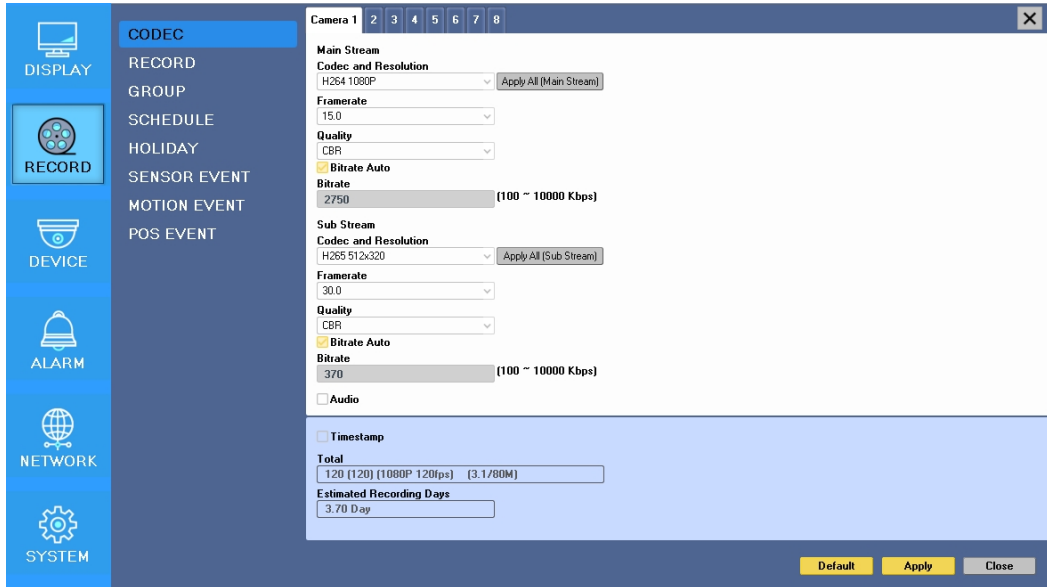 DISPLAY
RECORD
DEVICE
ALARM
NETWORK
SYSTEM
CODEC
RECORD
GROUP
SCHEDULE
HOLIDAY
SENSOR EVENT
MOTION EVENT
POS EVENT
Camera 1 2 3 4 5 6 7 8
Main Stream
Codec and Resolution
H264 1080P Apply All (Main Stream)
Framerate
15.0
Quality
CBR
Bitrate Auto
Bitrate
2750 (100 ~ 10000 Kbps)
Sub Stream
Codec and Resolution
H265 512x320 Apply All (Sub Stream)
Framerate
30.0
Quality
CBR
Bitrate Auto
Bitrate
370 (100 ~ 10000 Kbps)
Audio
Timestamp
Total
120 (120) (1080P 120fps) (3.1/80M)
Estimated Recording Days
3.70 Day
Default Apply Close